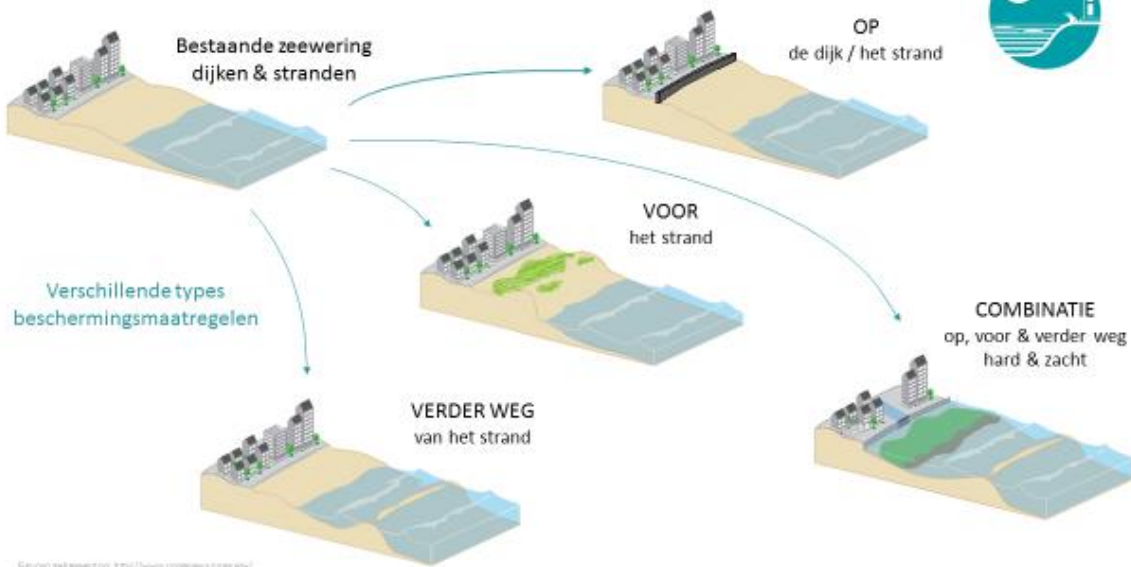 Bestaande zeewering
dijken & stranden
OP
de dijk / het strand
VOOR
het strand
Verschillende types
beschermingsmaatregelen
COMBINATIE
op, voor & verder weg
hard & zacht
VERDER WEG
van het strand